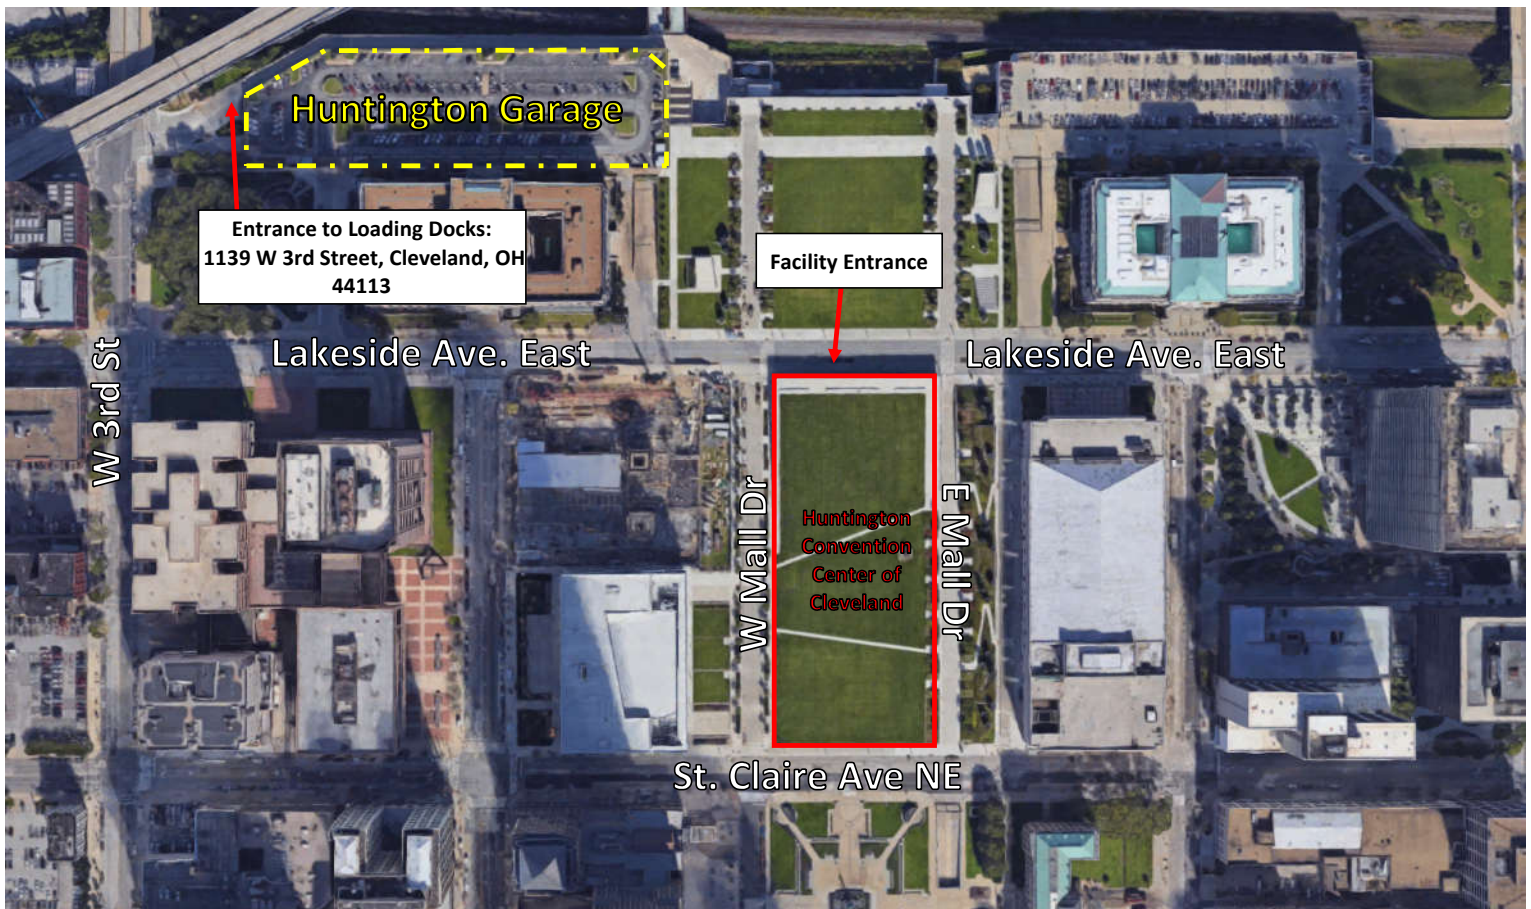 Huntington Garage
Entrance to Loading Docks:
1139 W 3rd Street, Cleveland, OH
44113
Facility Entrance
Lakeside Ave. East
Lakeside Ave. East
W 3rd St
W Mall Dr
E Mall Dr
Huntington
Convention
Center of
Cleveland
St. Claire Ave NE